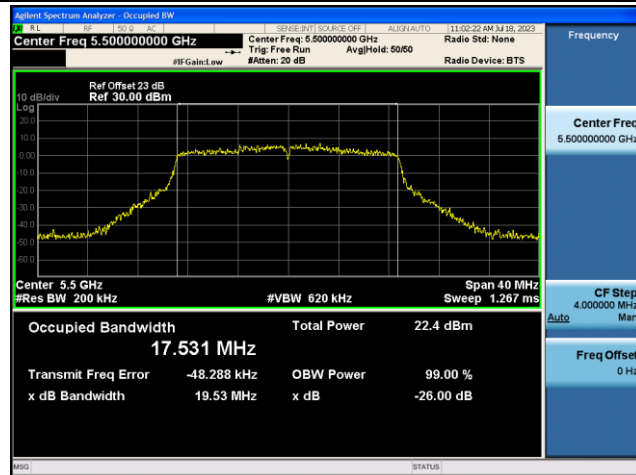 Agilent Spectrum Analyzer - Occupied BW
RL RF 50 Ω AC SENSE:INT SOURCE OFF ALIGN AUTO 11:02:22 AM Jul 18, 2023
Center Freq 5.500000000 GHz
Center Freq: 5.500000000 GHz
Radio Std: None
Trig: Free Run Avg|Hold: 50/50
#IFGain:Low #Atten: 20 dB Radio Device: BTS
Ref Offset 23 dB
10 dB/div Ref 30.00 dBm
Log
20.0
10.0
0.00
-10.0
-20.0
-30.0
-40.0
-50.0
-60.0
Center 5.5 GHz Span 40 MHz
#Res BW 200 kHz #VBW 620 kHz Sweep 1.267 ms
Occupied Bandwidth Total Power 22.4 dBm
17.531 MHz
Transmit Freq Error -48.288 kHz OBW Power 99.00 %
x dB Bandwidth 19.53 MHz x dB -26.00 dB
MSG STATUS
Frequency
Center Freq
5.500000000 GHz
CF Step
4.000000 MHz
Auto Man
Freq Offset
0 Hz